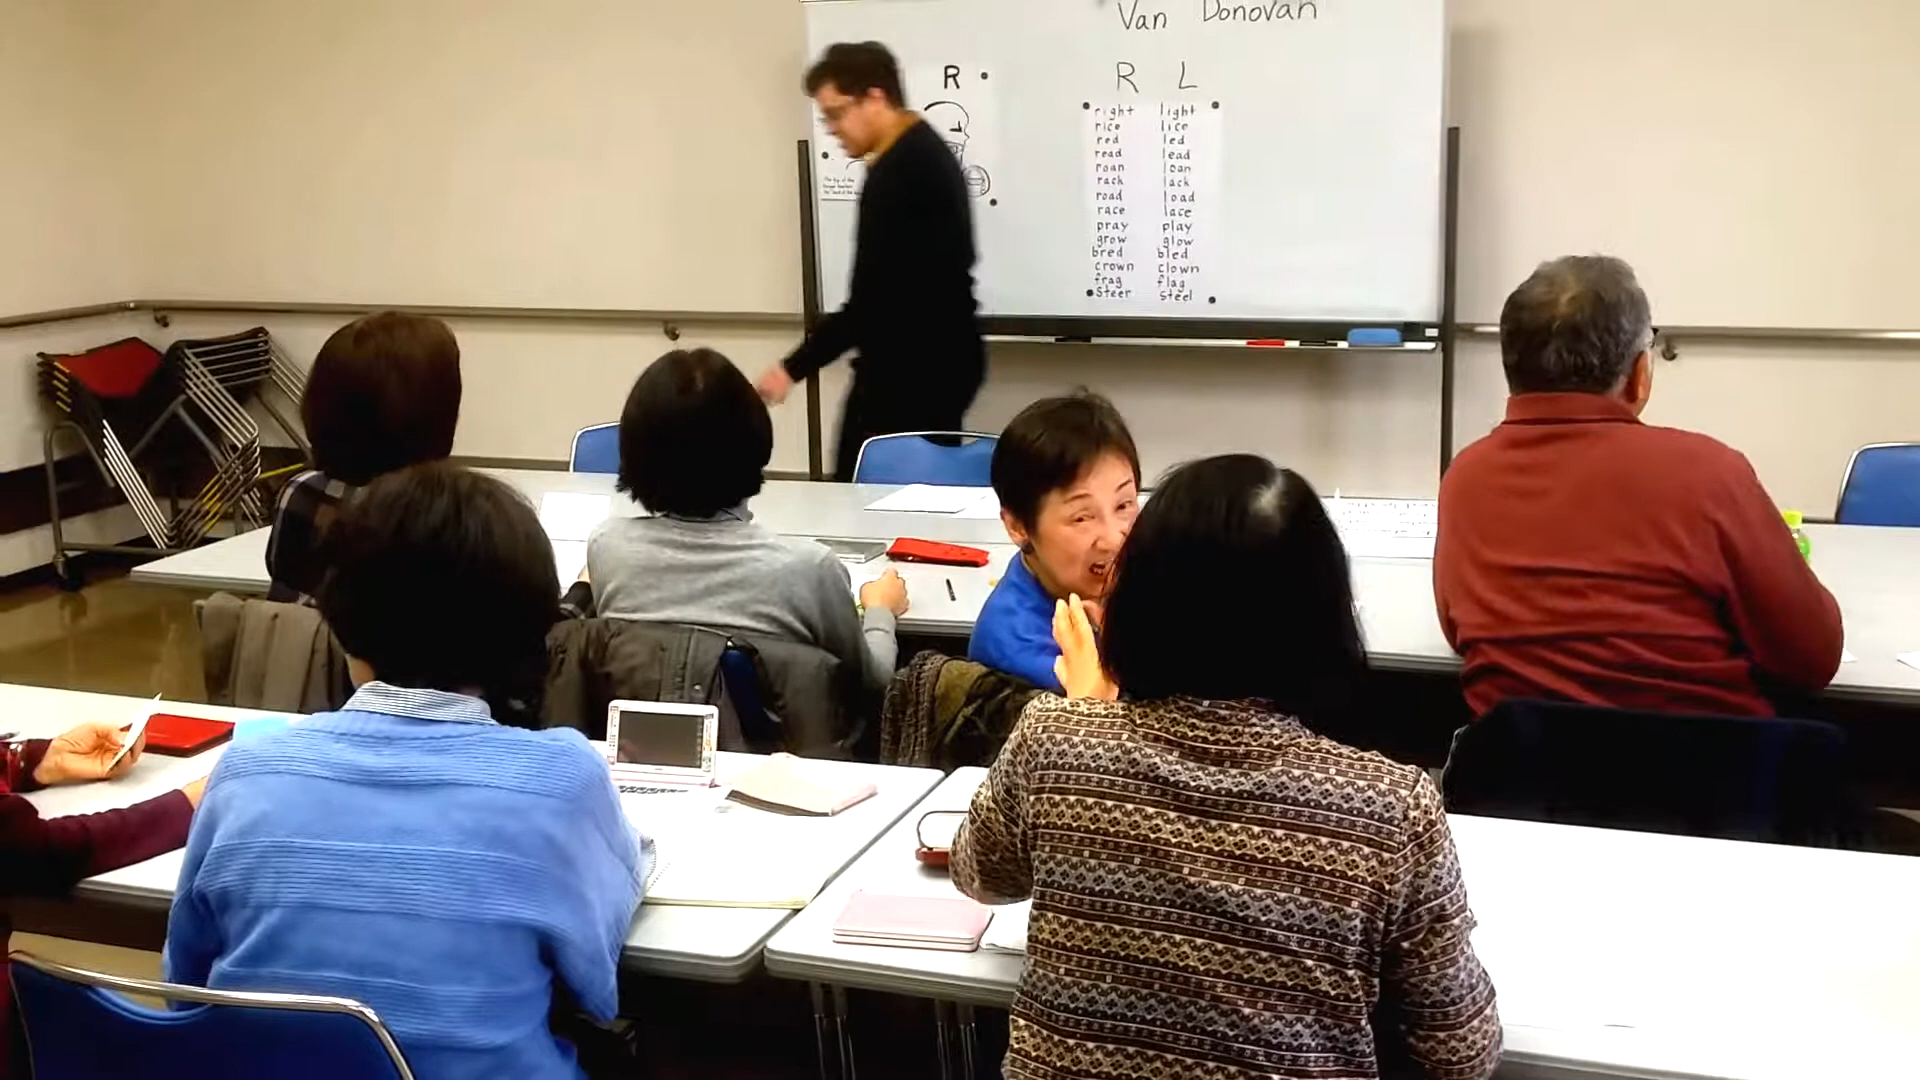 Van Donovan
R
R L
right light
rice lice
red led
read lead
roan loan
rack lack
road load
race lace
pray play
grow glow
bred bled
crown clown
frag flag
Steer steel